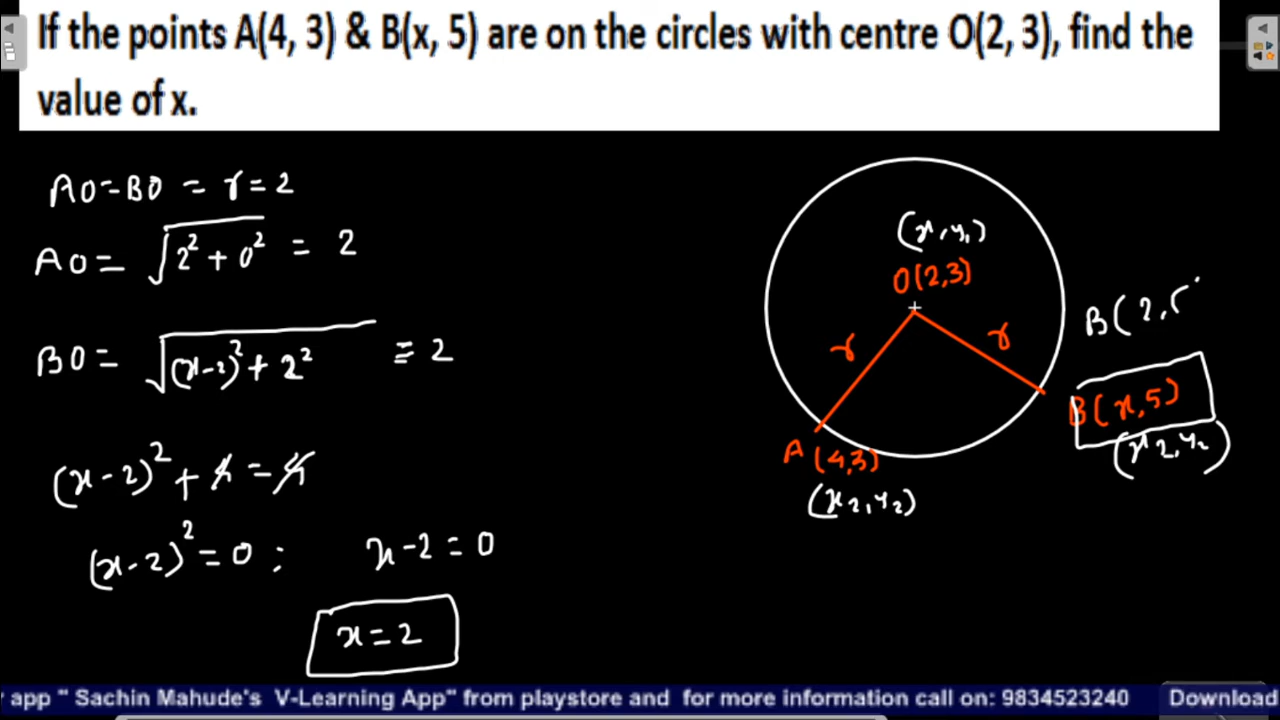 If the points A(4, 3) & B(x, 5) are on the circles with centre O(2, 3), find the
value of x.
AO=BO = r=2
AO= √2²+0² = 2
BO= √(x-2)²+2² = 2
(x-2)²+4=4
(x-2)²=0; x-2=0
x=2
(x1,y1)
O(2,3)
r
r
B(2,5
B(x,5)
(x2,y2)
A(4,3)
(x2,y2)
app " Sachin Mahude's V-Learning App" from playstore and for more information call on: 9834523240 Download